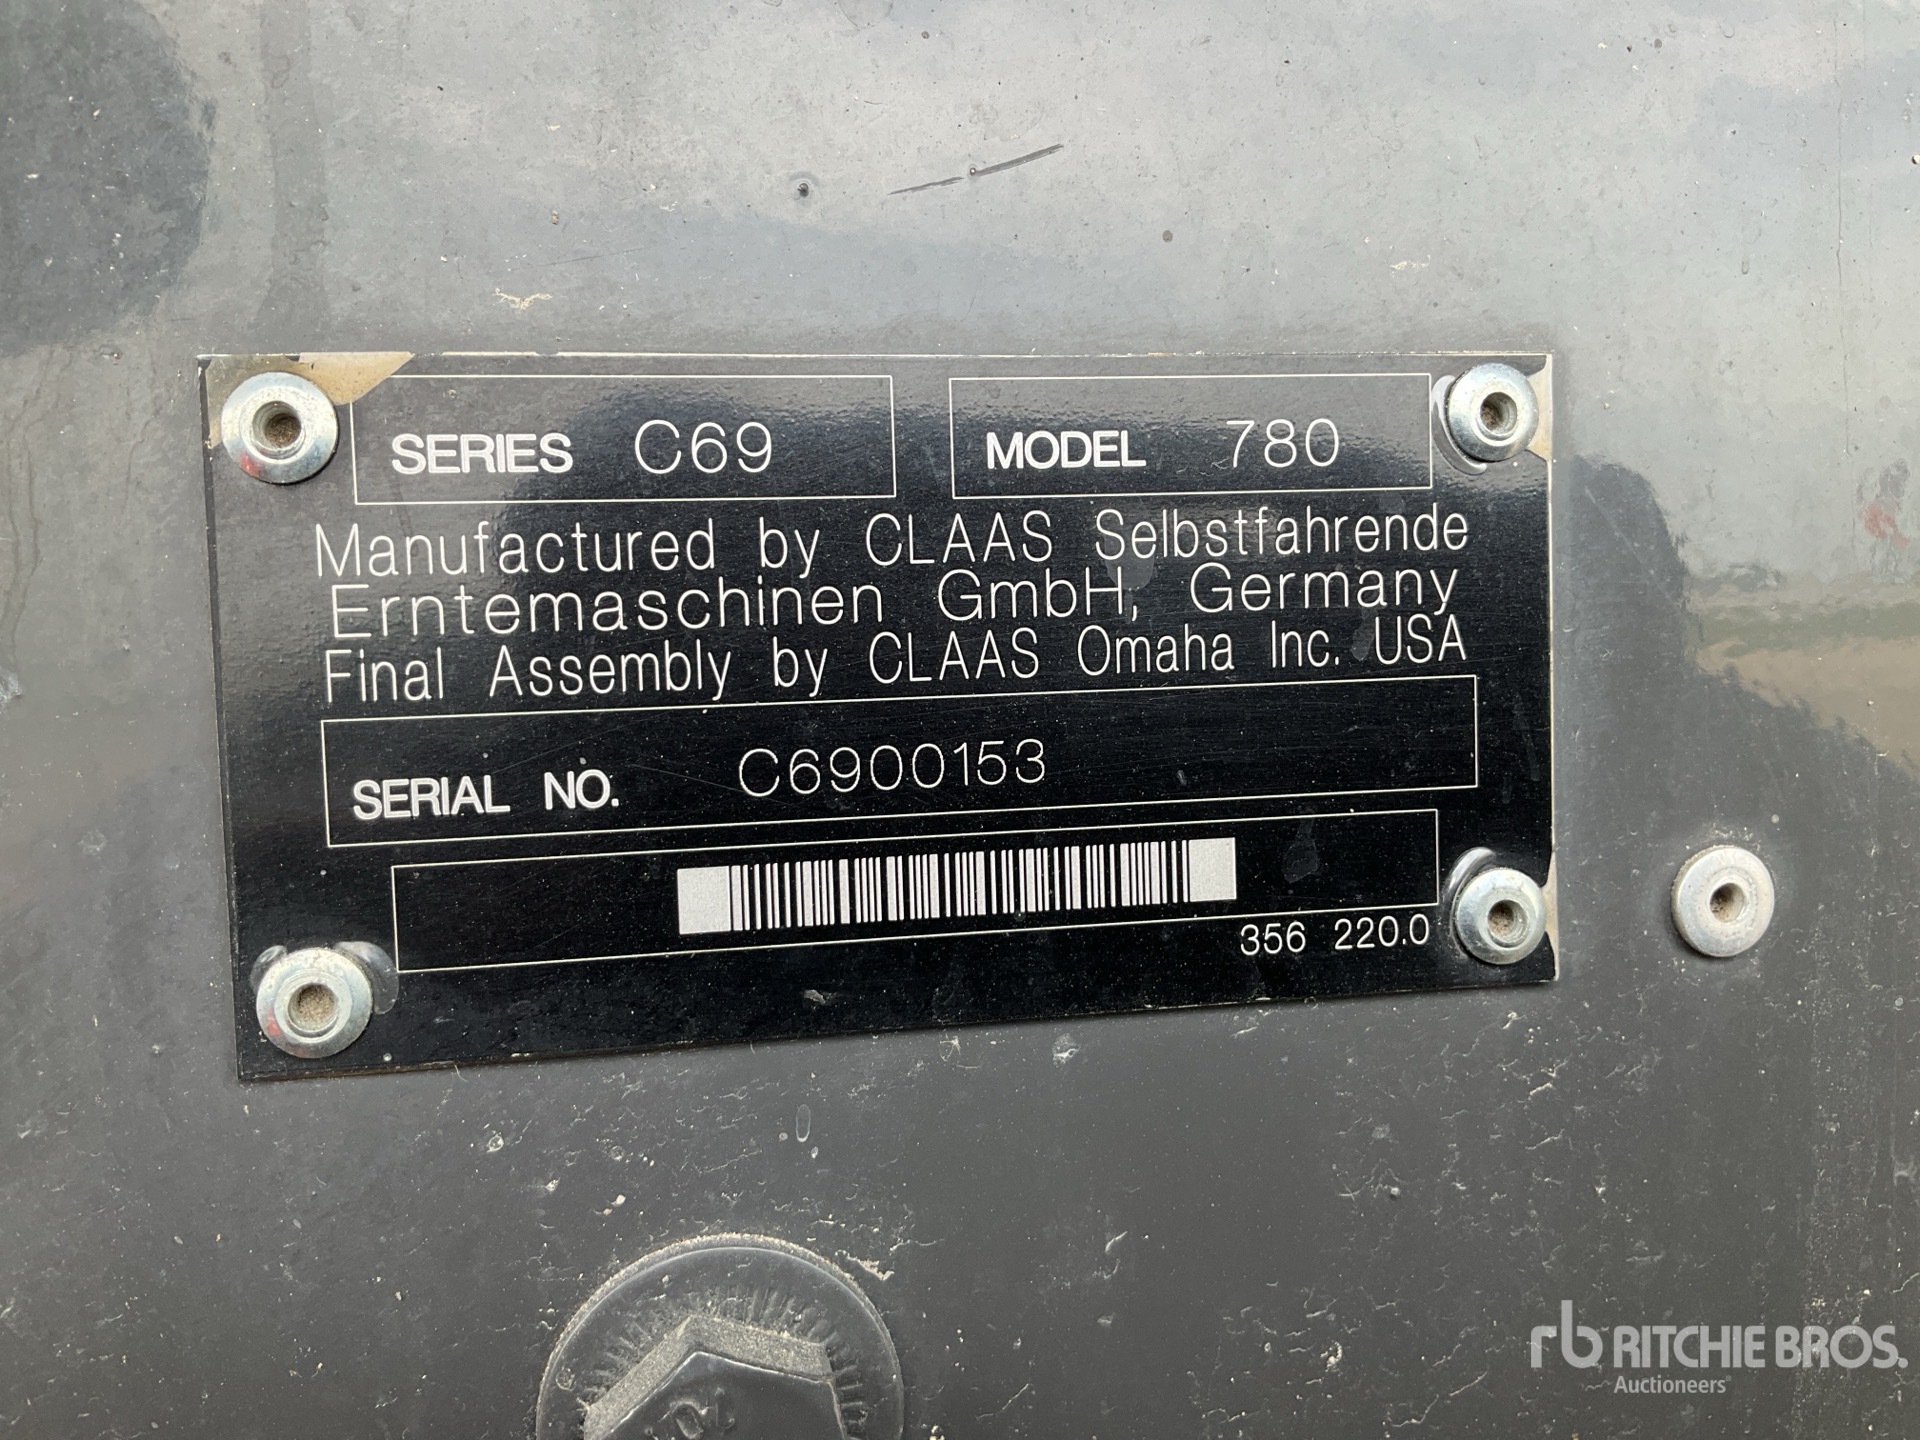 SERIES C69 MODEL 780
Manufactured by CLAAS Selbstfahrende
Erntemaschinen GmbH, Germany
Final Assembly by CLAAS Omaha Inc. USA
SERIAL NO. C6900153
356 220.0
rb RITCHIE BROS.
Auctioneers